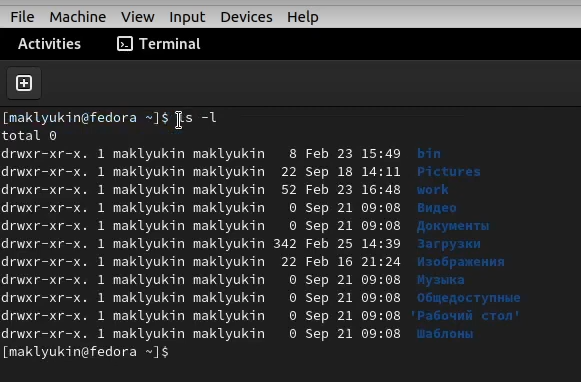 File Machine View Input Devices Help
Activities Terminal
[maklyukin@fedora ~]$ ls -l
total 0
drwxr-xr-x. 1 maklyukin maklyukin 8 Feb 23 15:49 bin
drwxr-xr-x. 1 maklyukin maklyukin 22 Sep 18 14:11 Pictures
drwxr-xr-x. 1 maklyukin maklyukin 52 Feb 23 16:48 work
drwxr-xr-x. 1 maklyukin maklyukin 0 Sep 21 09:08 Видео
drwxr-xr-x. 1 maklyukin maklyukin 0 Sep 21 09:08 Документы
drwxr-xr-x. 1 maklyukin maklyukin 342 Feb 25 14:39 Загрузки
drwxr-xr-x. 1 maklyukin maklyukin 22 Feb 16 21:24 Изображения
drwxr-xr-x. 1 maklyukin maklyukin 0 Sep 21 09:08 Музыка
drwxr-xr-x. 1 maklyukin maklyukin 0 Sep 21 09:08 Общедоступные
drwxr-xr-x. 1 maklyukin maklyukin 0 Sep 21 09:08 'Рабочий стол'
drwxr-xr-x. 1 maklyukin maklyukin 0 Sep 21 09:08 Шаблоны
[maklyukin@fedora ~]$